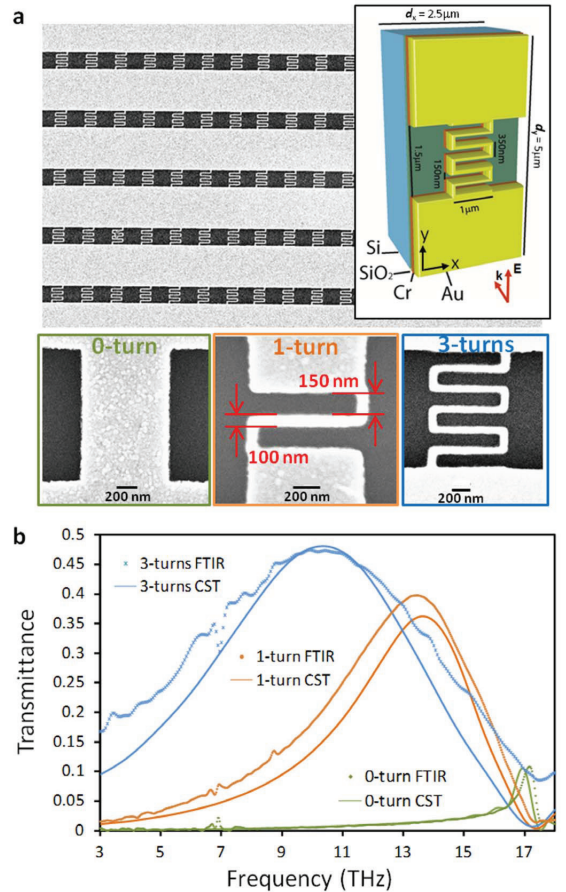 a
dx = 2.5μm
dy = 5μm
1.5μm
150nm
350nm
1μm
Si
SiO2
Cr
Au
y
x
k
E
0-turn
1-turn
3-turns
150 nm
100 nm
200 nm
200 nm
200 nm
b
0.5
0.45
0.4
0.35
0.3
0.25
0.2
0.15
0.1
0.05
0
Transmittance
3-turns FTIR
3-turns CST
1-turn FTIR
1-turn CST
0-turn FTIR
0-turn CST
3 5 7 9 11 13 15 17
Frequency (THz)